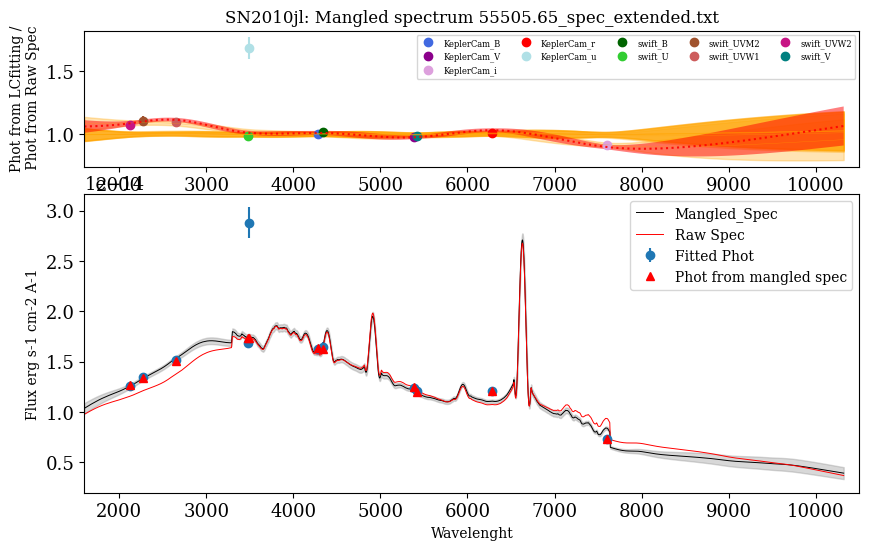 SN2010jl: Mangled spectrum 55505.65_spec_extended.txt
Phot from LCfitting /
Phot from Raw Spec
1.5
1.0
KeplerCam_B
KeplerCam_V
KeplerCam_i
KeplerCam_r
KeplerCam_u
swift_B
swift_U
swift_UVM2
swift_UVW1
swift_UVW2
swift_V
2000 3000 4000 5000 6000 7000 8000 9000 10000
1e−14
Flux erg s-1 cm-2 A-1
3.0
2.5
2.0
1.5
1.0
0.5
Mangled_Spec
Raw Spec
Fitted Phot
Phot from mangled spec
2000 3000 4000 5000 6000 7000 8000 9000 10000
Wavelenght